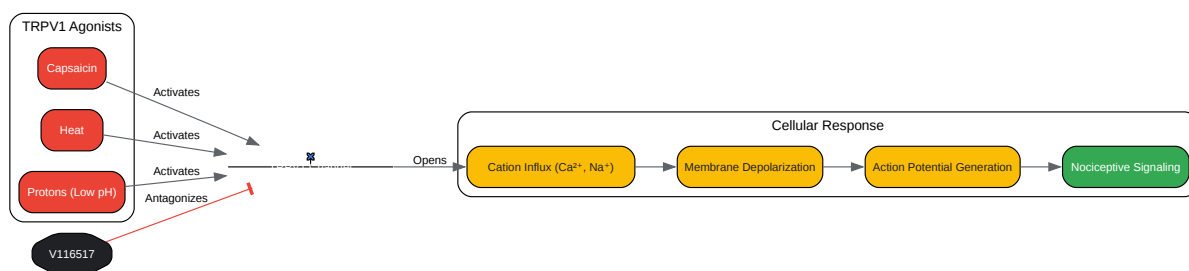 TRPV1 Agonists
Capsaicin
Activates
Heat
Activates
Protons (Low pH)
Activates
Antagonizes
V116517
Opens
Cellular Response
Cation Influx (Ca²⁺, Na⁺)
Membrane Depolarization
Action Potential Generation
Nociceptive Signaling